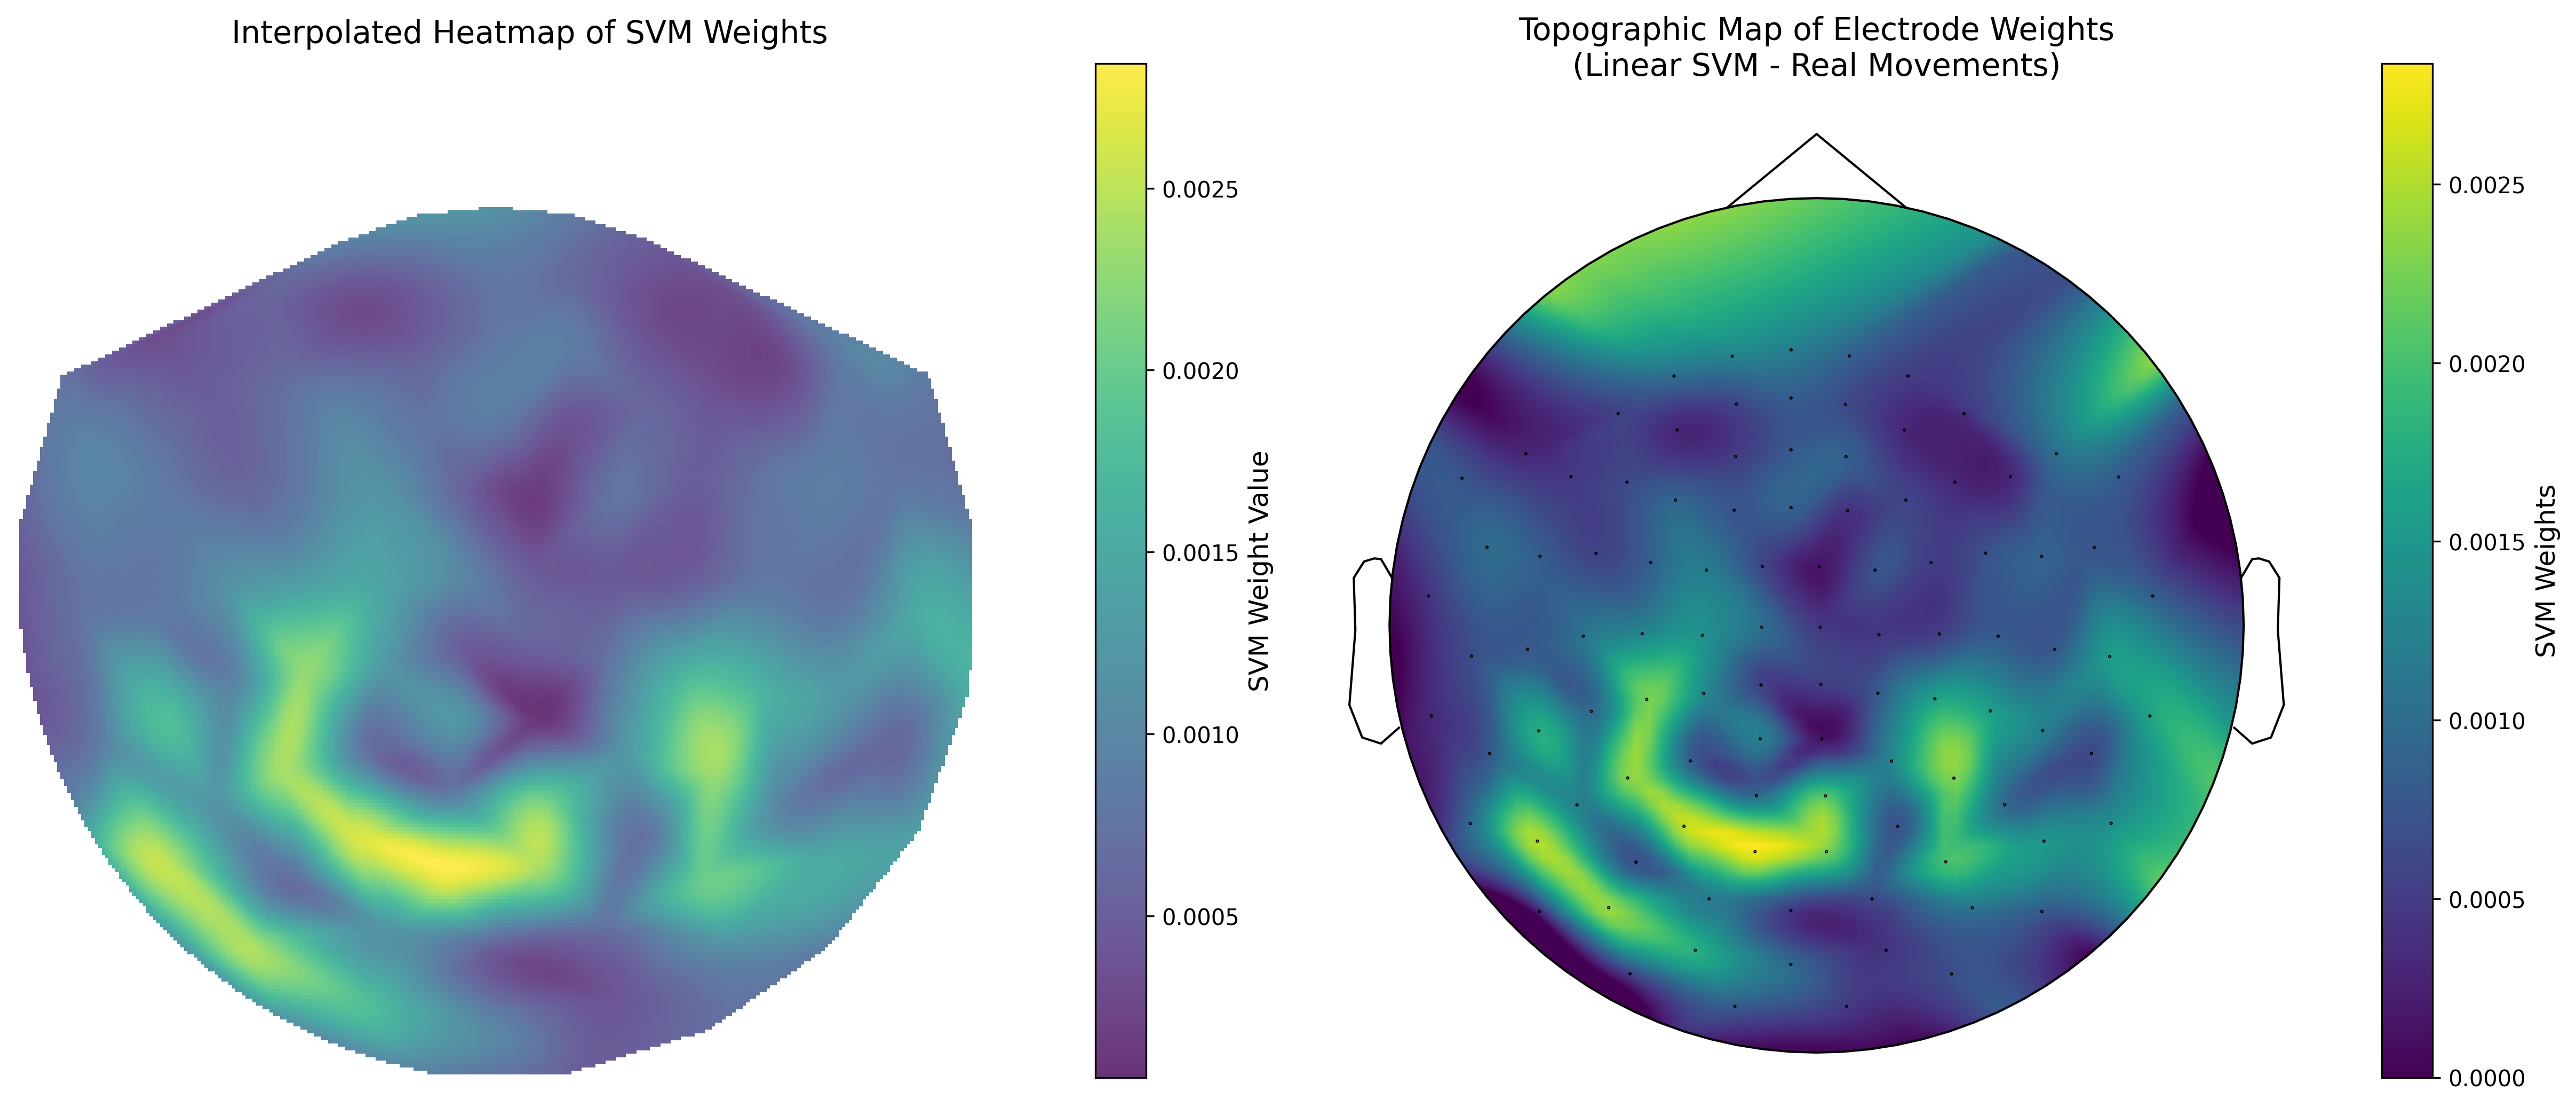 Interpolated Heatmap of SVM Weights
0.0025
0.0020
0.0015
0.0010
0.0005
SVM Weight Value
Topographic Map of Electrode Weights
(Linear SVM - Real Movements)
0.0025
0.0020
0.0015
0.0010
0.0005
0.0000
SVM Weights